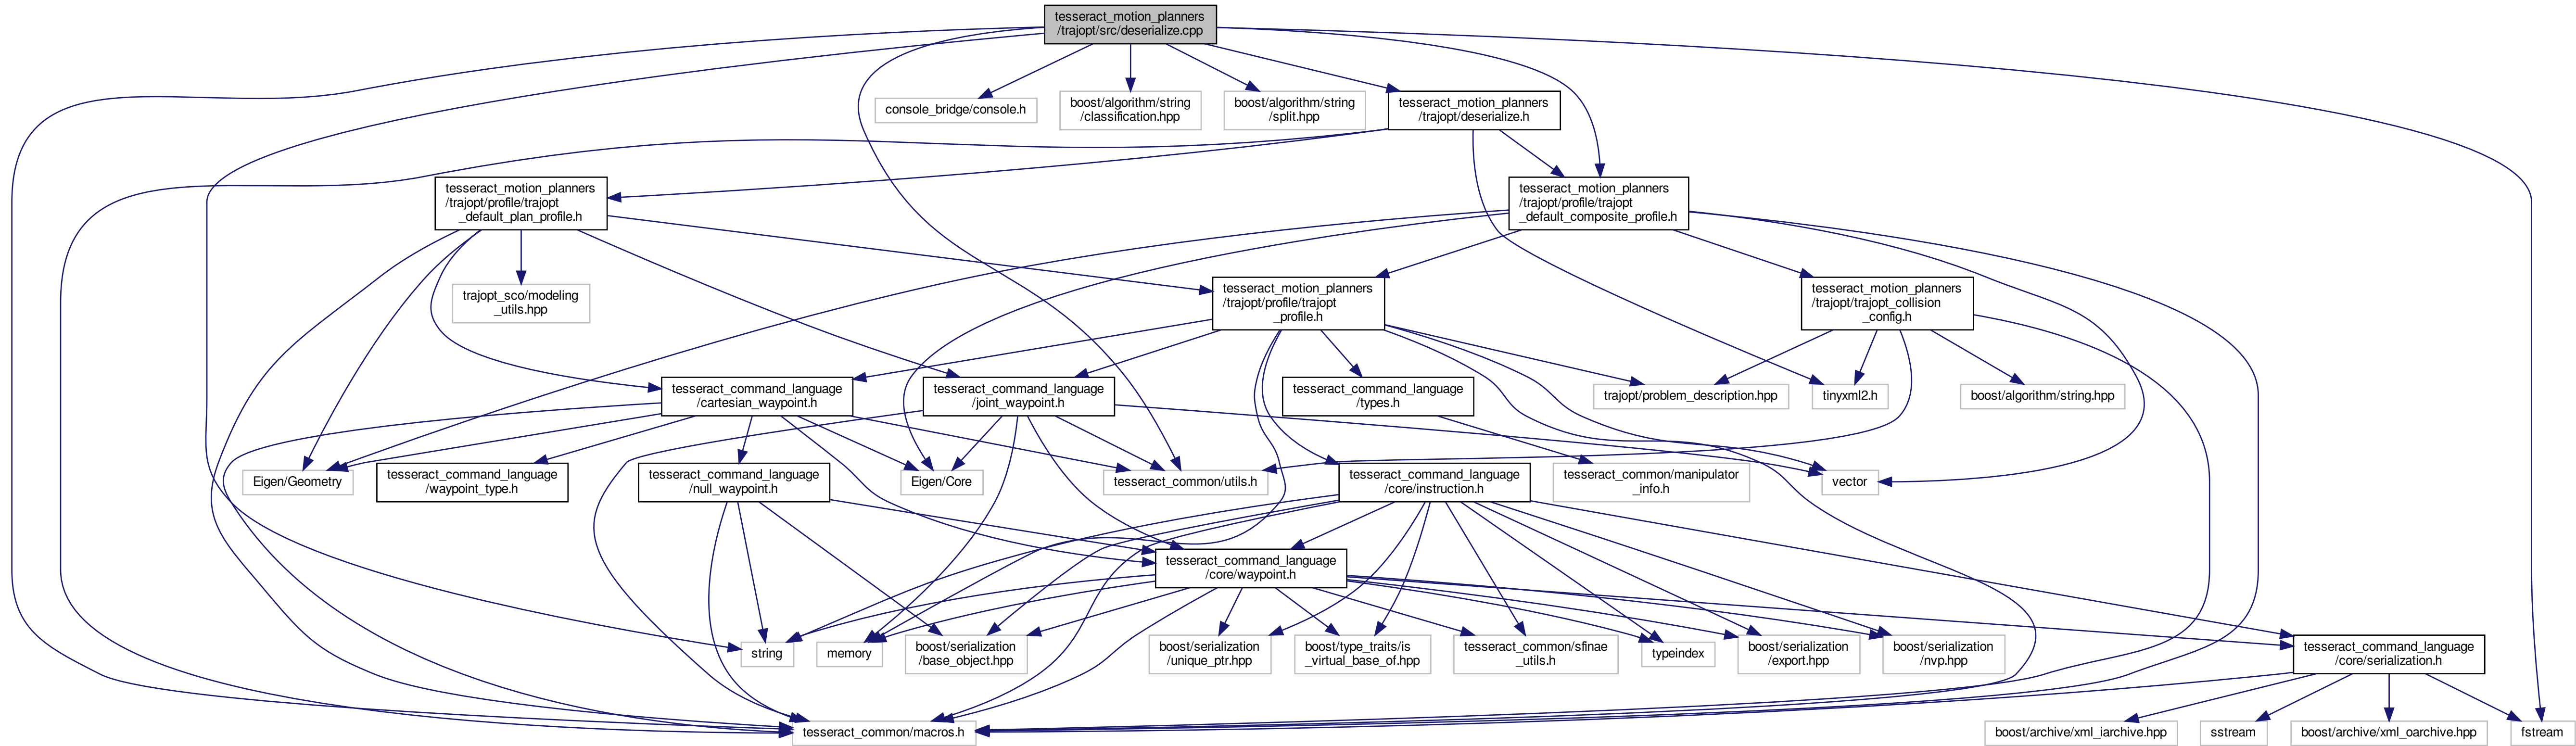 tesseract_motion_planners
/trajopt/src/deserialize.cpp
console_bridge/console.h
boost/algorithm/string
/classification.hpp
boost/algorithm/string
/split.hpp
tesseract_motion_planners
/trajopt/deserialize.h
tesseract_motion_planners
/trajopt/profile/trajopt
_default_plan_profile.h
tesseract_motion_planners
/trajopt/profile/trajopt
_default_composite_profile.h
trajopt_sco/modeling
_utils.hpp
tesseract_motion_planners
/trajopt/profile/trajopt
_profile.h
tesseract_motion_planners
/trajopt/trajopt_collision
_config.h
tesseract_command_language
/cartesian_waypoint.h
tesseract_command_language
/joint_waypoint.h
tesseract_command_language
/types.h
trajopt/problem_description.hpp
tinyxml2.h
boost/algorithm/string.hpp
Eigen/Geometry
tesseract_command_language
/waypoint_type.h
tesseract_command_language
/null_waypoint.h
Eigen/Core
tesseract_common/utils.h
tesseract_command_language
/core/instruction.h
tesseract_common/manipulator
_info.h
vector
tesseract_command_language
/core/waypoint.h
string
memory
boost/serialization
/base_object.hpp
boost/serialization
/unique_ptr.hpp
boost/type_traits/is
_virtual_base_of.hpp
tesseract_common/sfinae
_utils.h
typeindex
boost/serialization
/export.hpp
boost/serialization
/nvp.hpp
tesseract_command_language
/core/serialization.h
tesseract_common/macros.h
boost/archive/xml_iarchive.hpp
sstream
boost/archive/xml_oarchive.hpp
fstream